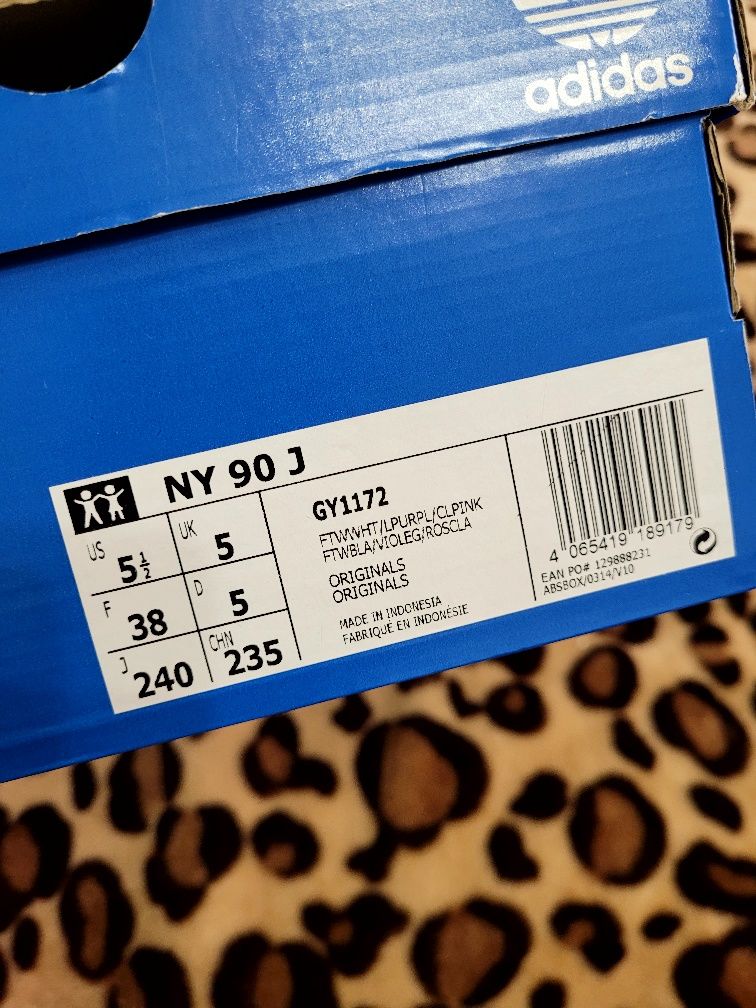 adidas
NY 90 J
US 5½
UK 5
F 38
D 5
J 240
CHN 235
GY1172
FTWWHT/LPURPL/CLPINK
FTWBLA/VIOLEG/ROSCLA
ORIGINALS
ORIGINALS
MADE IN INDONESIA
FABRIQUÉ EN INDONÉSIE
4 065419 189179
EAN PO# 129888231
ABSBOX/0314/V10